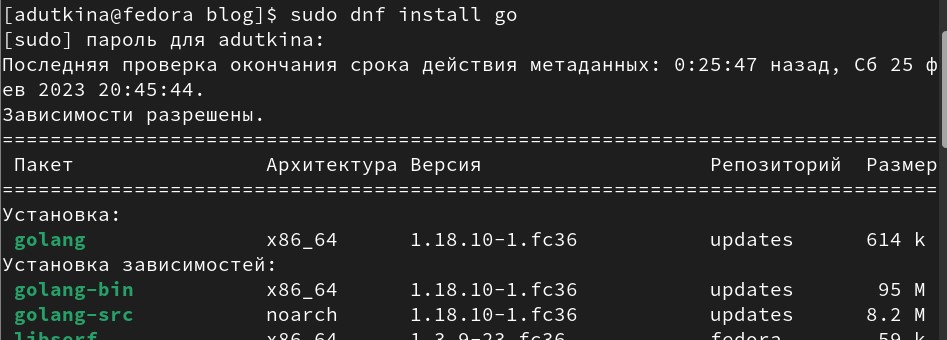 [adutkina@fedora blog]$ sudo dnf install go
[sudo] пароль для adutkina:
Последняя проверка окончания срока действия метаданных: 0:25:47 назад, Сб 25 ф
ев 2023 20:45:44.
Зависимости разрешены.
================================================================================
Пакет Архитектура Версия Репозиторий Размер
================================================================================
Установка:
golang x86_64 1.18.10-1.fc36 updates 614 k
Установка зависимостей:
golang-bin x86_64 1.18.10-1.fc36 updates 95 M
golang-src noarch 1.18.10-1.fc36 updates 8.2 M
libserf x86_64 1.3.9-23.fc36 fedora 59 k